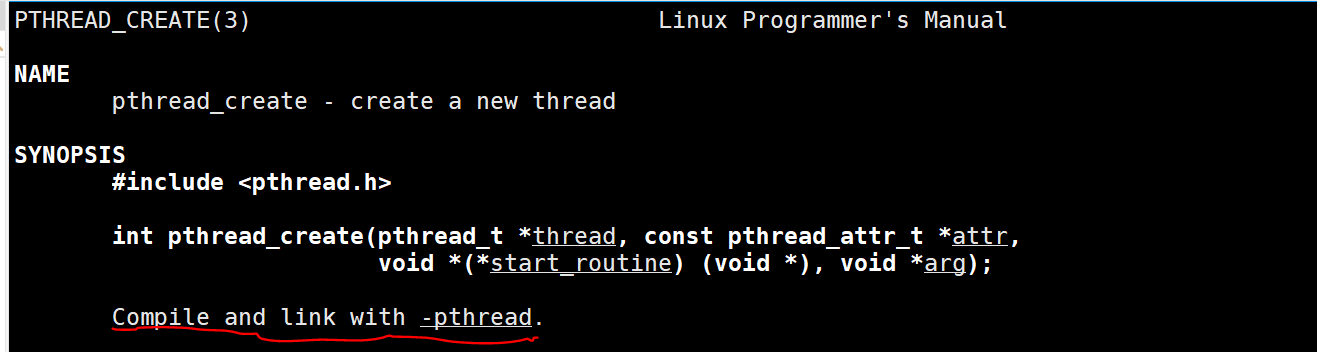 PTHREAD_CREATE(3) Linux Programmer's Manual
NAME
pthread_create - create a new thread
SYNOPSIS
#include <pthread.h>
int pthread_create(pthread_t *thread, const pthread_attr_t *attr,
void *(*start_routine) (void *), void *arg);
Compile and link with -pthread.